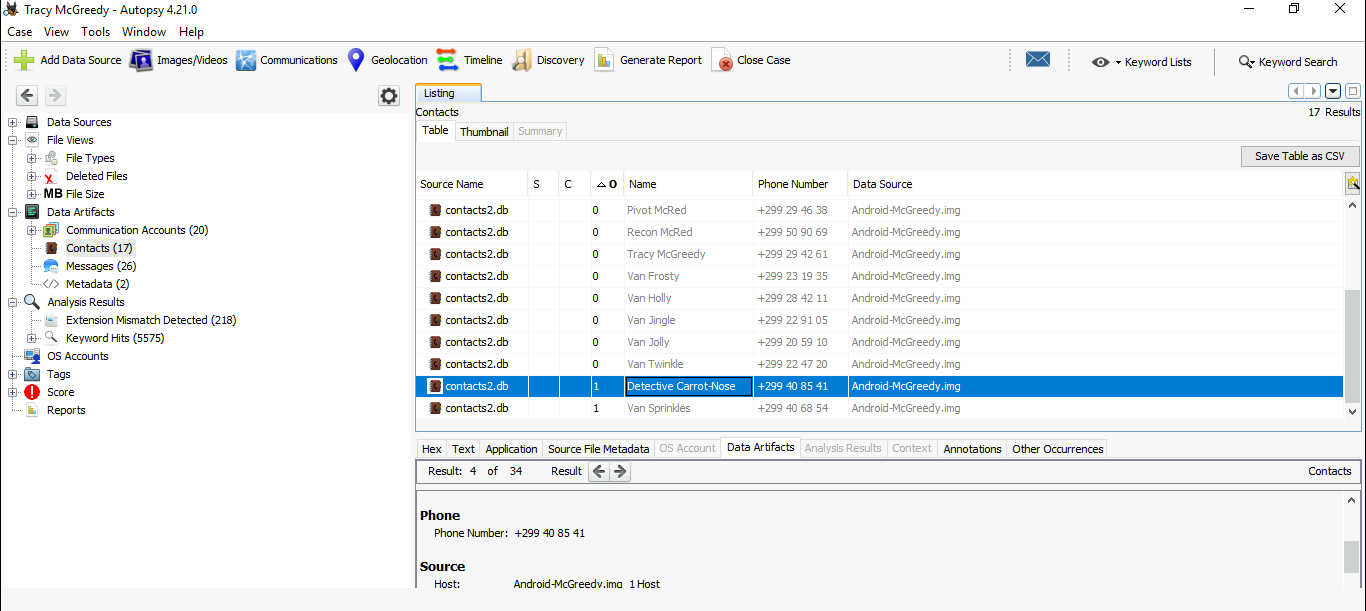 Tracy McGreedy - Autopsy 4.21.0
Case View Tools Window Help
Add Data Source Images/Videos Communications Geolocation Timeline Discovery Generate Report Close Case Keyword Lists Keyword Search
Data Sources
File Views
File Types
Deleted Files
MB File Size
Data Artifacts
Communication Accounts (20)
Contacts (17)
Messages (26)
Metadata (2)
Analysis Results
Extension Mismatch Detected (218)
Keyword Hits (5575)
OS Accounts
Tags
Score
Reports
Listing
Contacts 17 Results
Table Thumbnail Summary
Save Table as CSV
Source Name S C O Name Phone Number Data Source
contacts2.db 0 Pivot McRed +299 29 46 38 Android-McGreedy.img
contacts2.db 0 Recon McRed +299 50 90 69 Android-McGreedy.img
contacts2.db 0 Tracy McGreedy +299 29 42 61 Android-McGreedy.img
contacts2.db 0 Van Frosty +299 23 19 35 Android-McGreedy.img
contacts2.db 0 Van Holly +299 28 42 11 Android-McGreedy.img
contacts2.db 0 Van Jingle +299 22 91 05 Android-McGreedy.img
contacts2.db 0 Van Jolly +299 20 59 10 Android-McGreedy.img
contacts2.db 0 Van Twinkle +299 22 47 20 Android-McGreedy.img
contacts2.db 1 Detective Carrot-Nose +299 40 85 41 Android-McGreedy.img
contacts2.db 1 Van Sprinkles +299 40 68 54 Android-McGreedy.img
Hex Text Application Source File Metadata OS Account Data Artifacts Analysis Results Context Annotations Other Occurrences
Result: 4 of 34 Result Contacts
Phone
Phone Number: +299 40 85 41
Source
Host: Android-McGreedy.img_1 Host